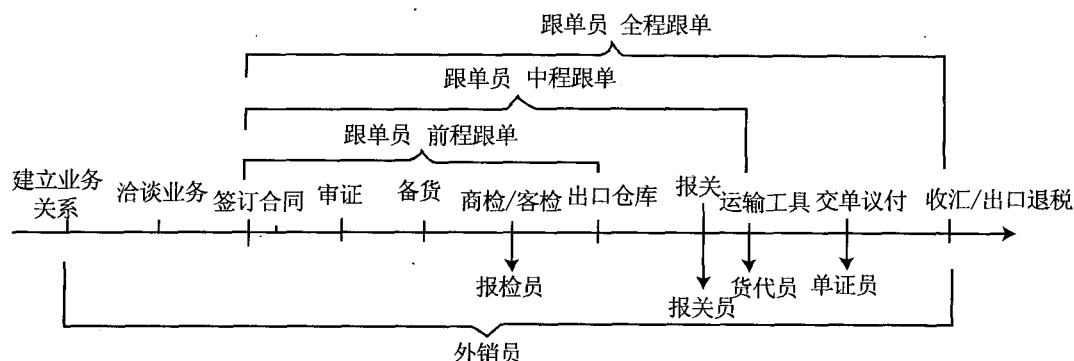 跟单员 全程跟单
跟单员 中程跟单
跟单员 前程跟单
建立业务
关系
洽谈业务
签订合同
审证
备货
商检/客检
出口仓库
报关
运输工具
交单议付
收汇/出口退税
报检员
报关员
货代员
单证员
外销员